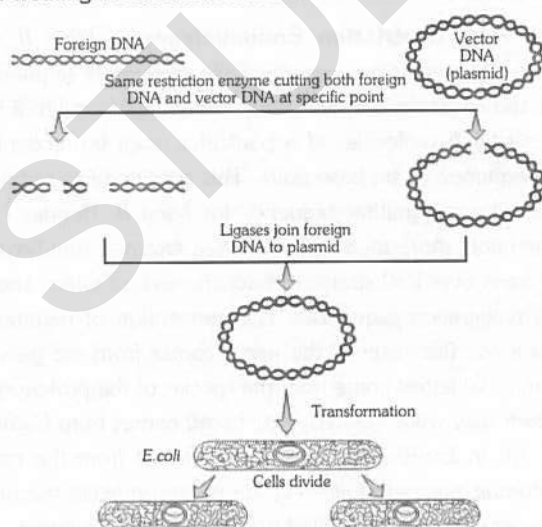 Foreign DNA
Vector
DNA
(plasmid)
Same restriction enzyme cutting both foreign
DNA and vector DNA at specific point
Ligases join foreign
DNA to plasmid
Transformation
E.coli
Cells divide